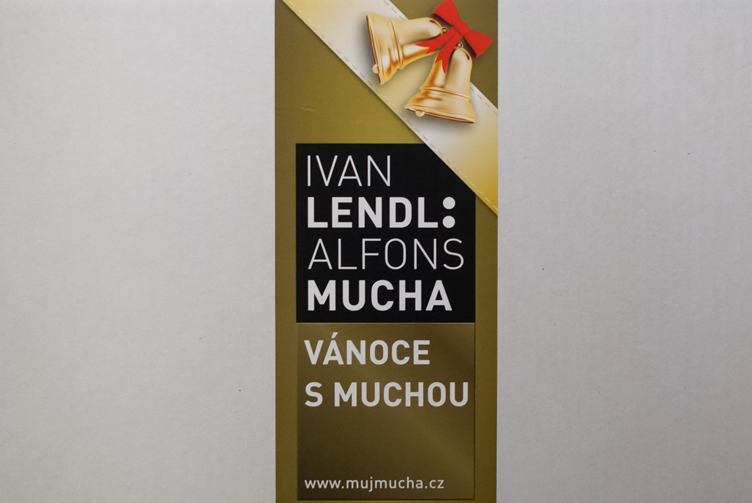 IVAN
LENDL:
ALFONS
MUCHA
VÁNOCE
S MUCHOU
www.mujmucha.cz